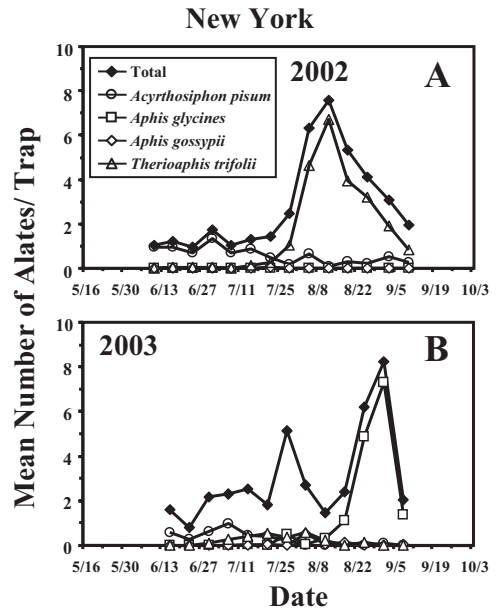 New York
Mean Number of Alates/ Trap
10
8
6
4
2
0
2002
A
Total
Acyrthosiphon pisum
Aphis glycines
Aphis gossypii
Therioaphis trifolii
5/16 5/30 6/13 6/27 7/11 7/25 8/8 8/22 9/5 9/19 10/3
10
8
6
4
2
0
2003
B
5/16 5/30 6/13 6/27 7/11 7/25 8/8 8/22 9/5 9/19 10/3
Date